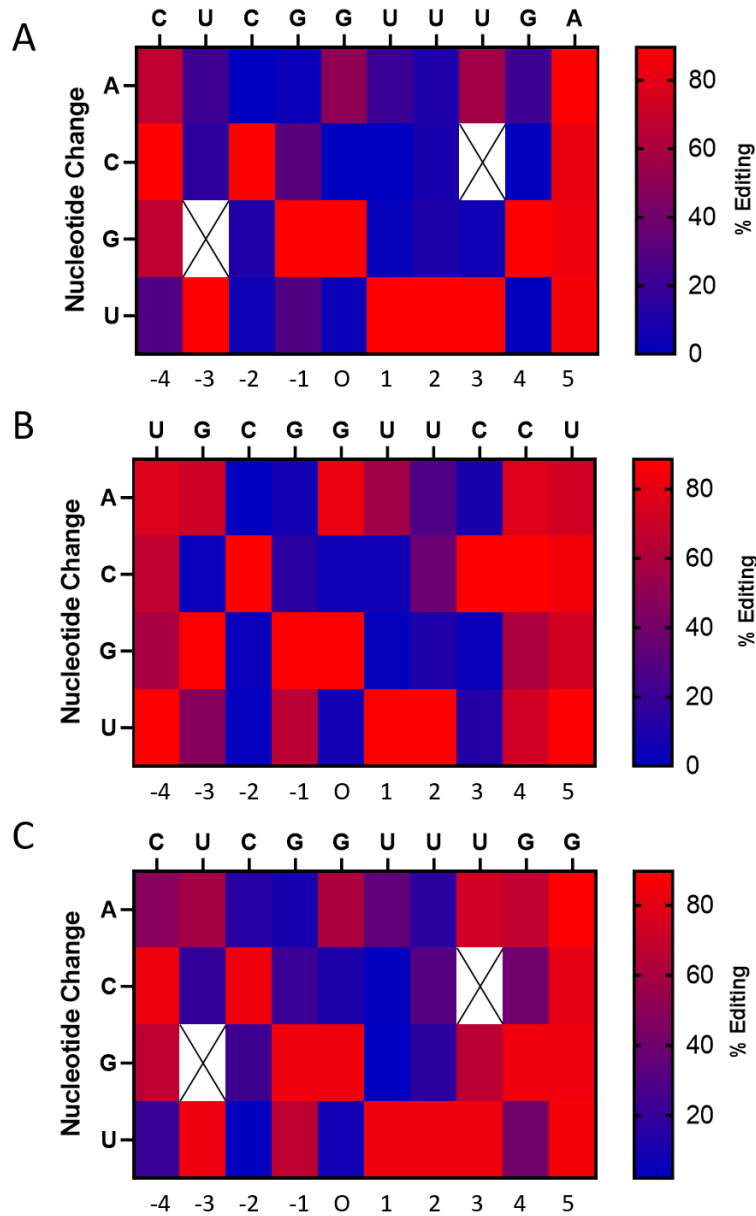 A
C U C G G U U U G A
Nucleotide Change
A
C
G
U
-4 -3 -2 -1 O 1 2 3 4 5
80
60
40
20
0
% Editing
B
U G C G G U U C C U
Nucleotide Change
A
C
G
U
-4 -3 -2 -1 O 1 2 3 4 5
80
60
40
20
0
% Editing
C
C U C G G U U U G G
Nucleotide Change
A
C
G
U
-4 -3 -2 -1 O 1 2 3 4 5
80
60
40
20
% Editing